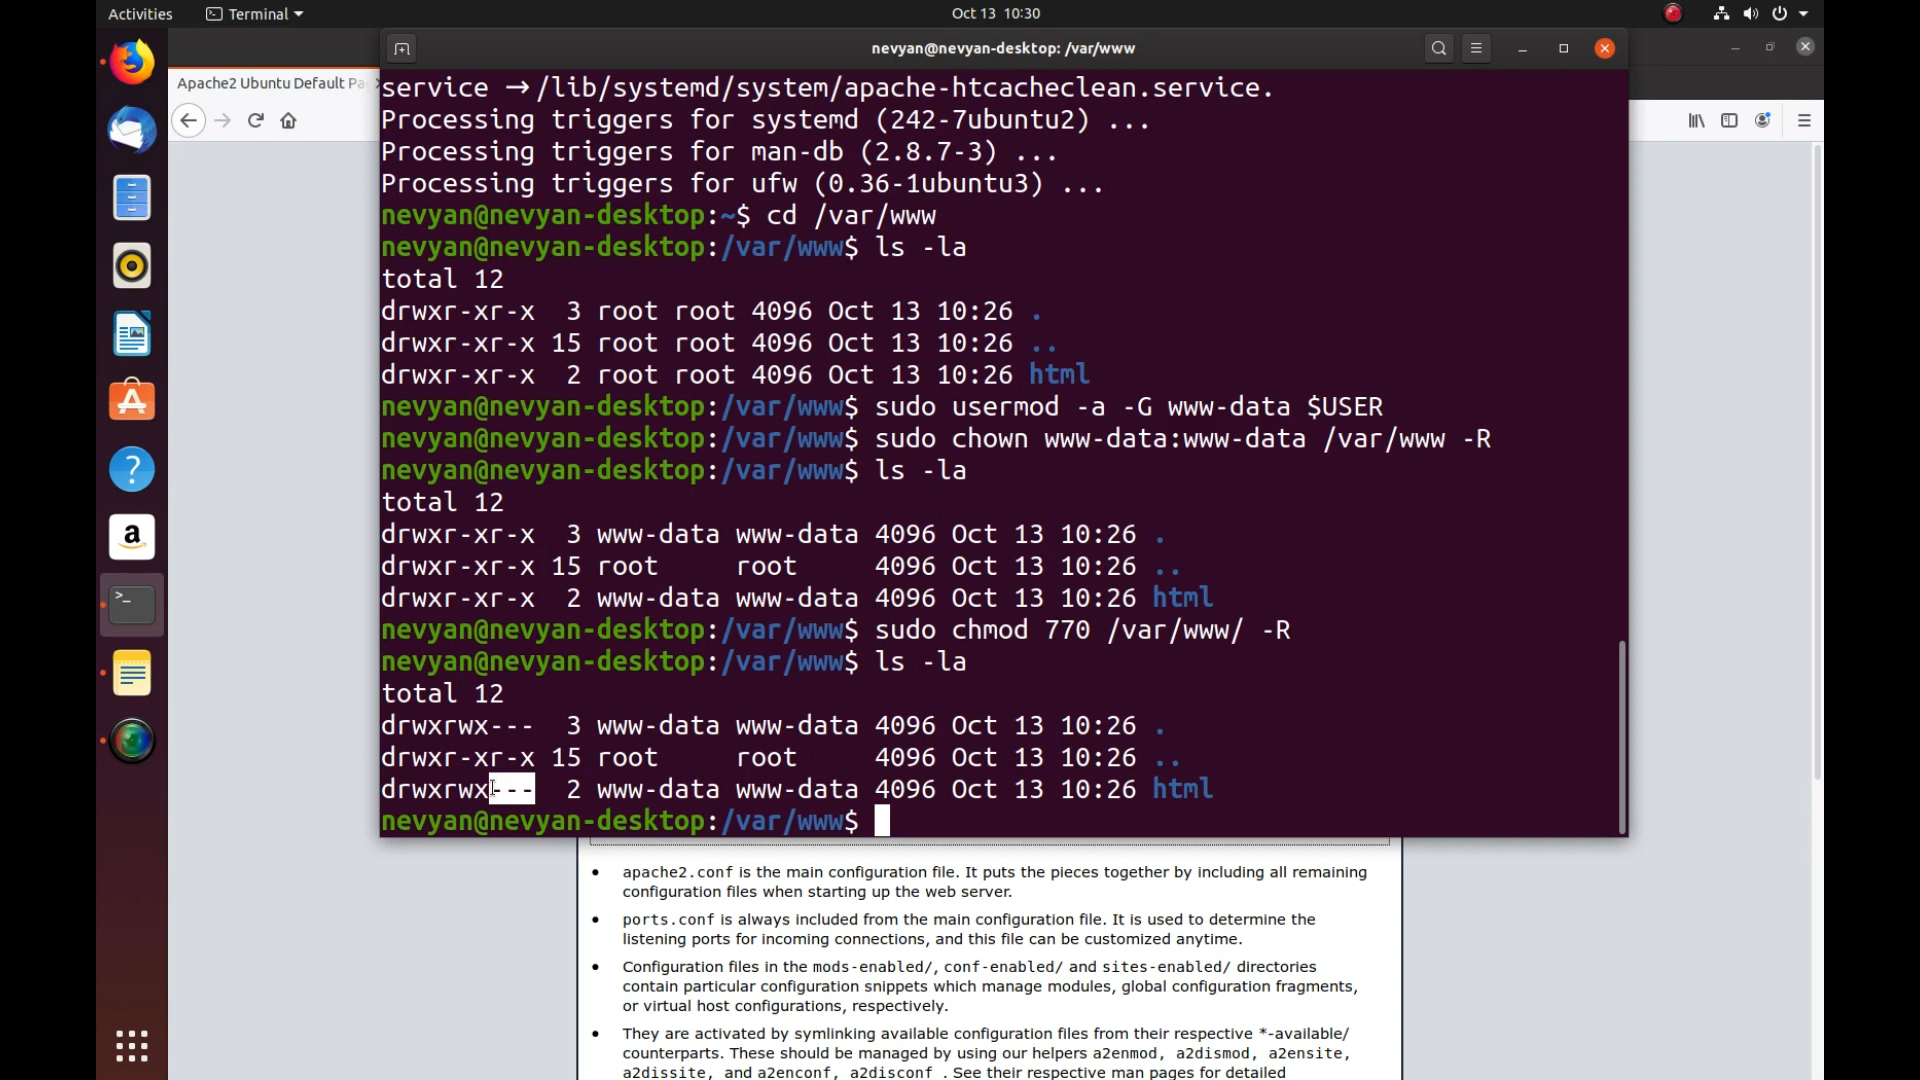 Activities
Terminal
Oct 13 10:30
nevyan@nevyan-desktop: /var/www
Apache2 Ubuntu Default Pa
service →/lib/systemd/system/apache-htcacheclean.service.
Processing triggers for systemd (242-7ubuntu2) ...
Processing triggers for man-db (2.8.7-3) ...
Processing triggers for ufw (0.36-1ubuntu3) ...
nevyan@nevyan-desktop:~$ cd /var/www
nevyan@nevyan-desktop:/var/www$ ls -la
total 12
drwxr-xr-x  3 root root 4096 Oct 13 10:26 .
drwxr-xr-x 15 root root 4096 Oct 13 10:26 ..
drwxr-xr-x  2 root root 4096 Oct 13 10:26 html
nevyan@nevyan-desktop:/var/www$ sudo usermod -a -G www-data $USER
nevyan@nevyan-desktop:/var/www$ sudo chown www-data:www-data /var/www -R
nevyan@nevyan-desktop:/var/www$ ls -la
total 12
drwxr-xr-x  3 www-data www-data 4096 Oct 13 10:26 .
drwxr-xr-x 15 root     root     4096 Oct 13 10:26 ..
drwxr-xr-x  2 www-data www-data 4096 Oct 13 10:26 html
nevyan@nevyan-desktop:/var/www$ sudo chmod 770 /var/www/ -R
nevyan@nevyan-desktop:/var/www$ ls -la
total 12
drwxrwx---  3 www-data www-data 4096 Oct 13 10:26 .
drwxr-xr-x 15 root     root     4096 Oct 13 10:26 ..
drwxrwx---  2 www-data www-data 4096 Oct 13 10:26 html
nevyan@nevyan-desktop:/var/www$
apache2.conf is the main configuration file. It puts the pieces together by including all remaining
configuration files when starting up the web server.
ports.conf is always included from the main configuration file. It is used to determine the
listening ports for incoming connections, and this file can be customized anytime.
Configuration files in the mods-enabled/, conf-enabled/ and sites-enabled/ directories
contain particular configuration snippets which manage modules, global configuration fragments,
or virtual host configurations, respectively.
They are activated by symlinking available configuration files from their respective *-available/
counterparts. These should be managed by using our helpers a2enmod, a2dismod, a2ensite,
a2dissite, and a2enconf, a2disconf . See their respective man pages for detailed